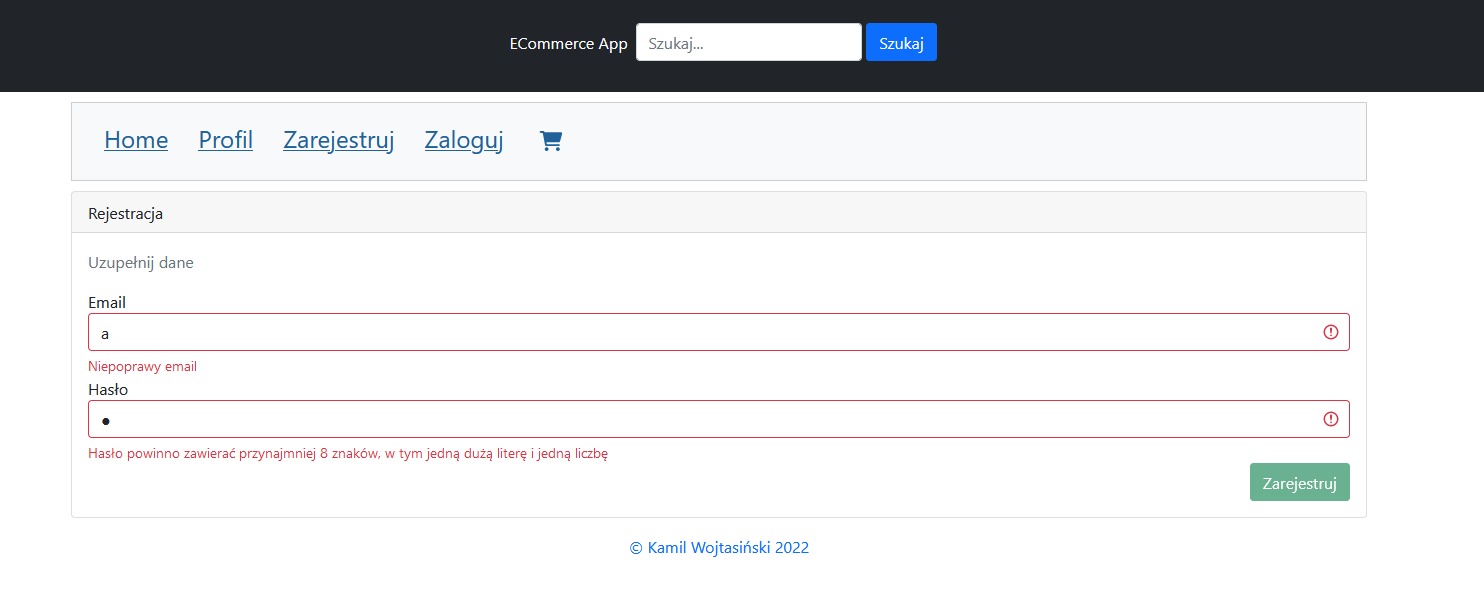 ECommerce App Szukaj... Szukaj
Home Profil Zarejestruj Zaloguj
Rejestracja
Uzupełnij dane
Email
a
Niepoprawy email
Hasło
●
Hasło powinno zawierać przynajmniej 8 znaków, w tym jedną dużą literę i jedną liczbę
Zarejestruj
© Kamil Wojtasiński 2022